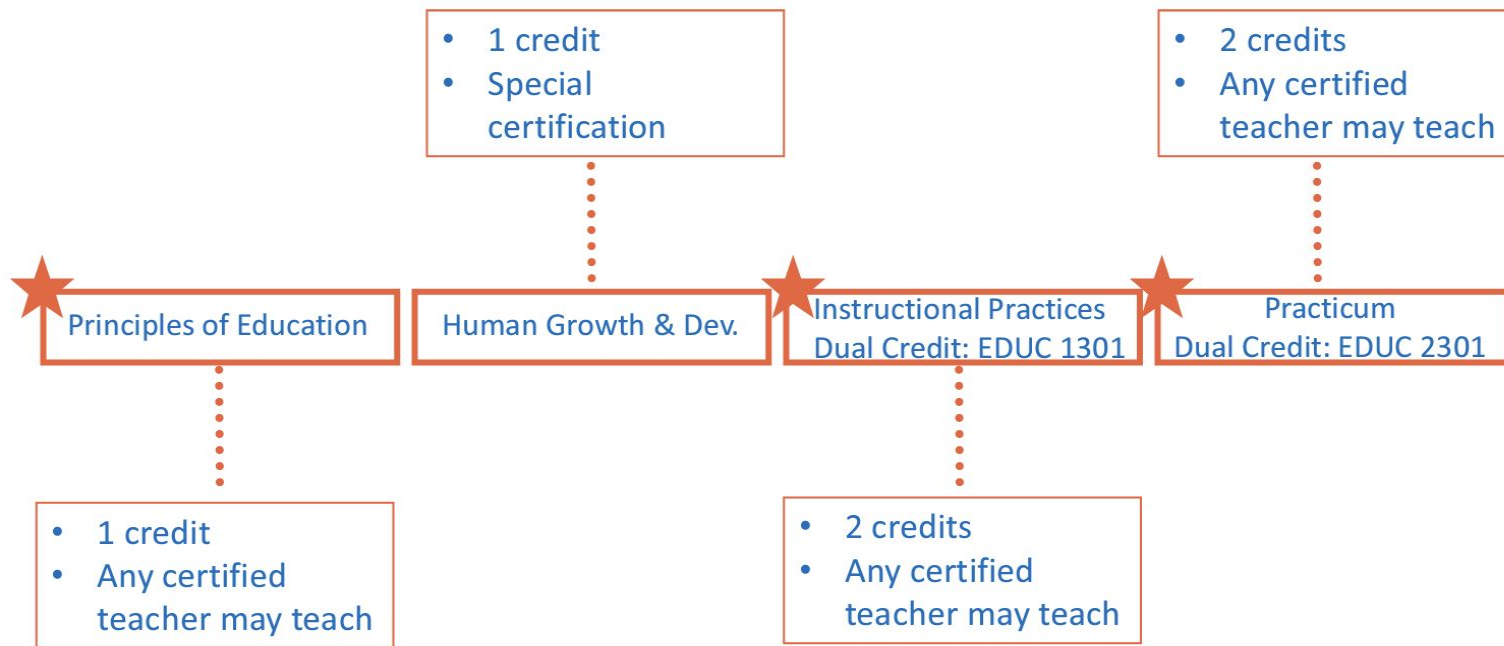 • 1 credit
• Special
certification
• 2 credits
• Any certified
teacher may teach
Principles of Education
Human Growth & Dev.
Instructional Practices
Dual Credit: EDUC 1301
Practicum
Dual Credit: EDUC 2301
• 1 credit
• Any certified
teacher may teach
• 2 credits
• Any certified
teacher may teach